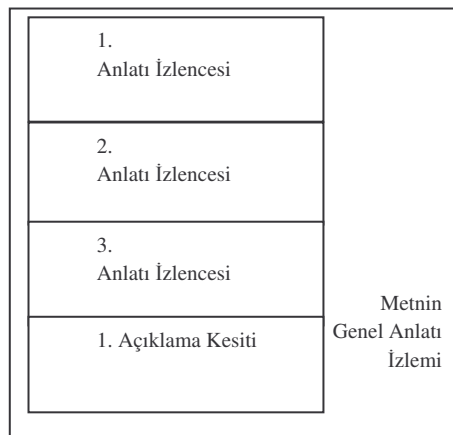 1.
Anlatı İzlencesi
2.
Anlatı İzlencesi
3.
Anlatı İzlencesi
1. Açıklama Kesiti
Metnin
Genel Anlatı
İzlemi